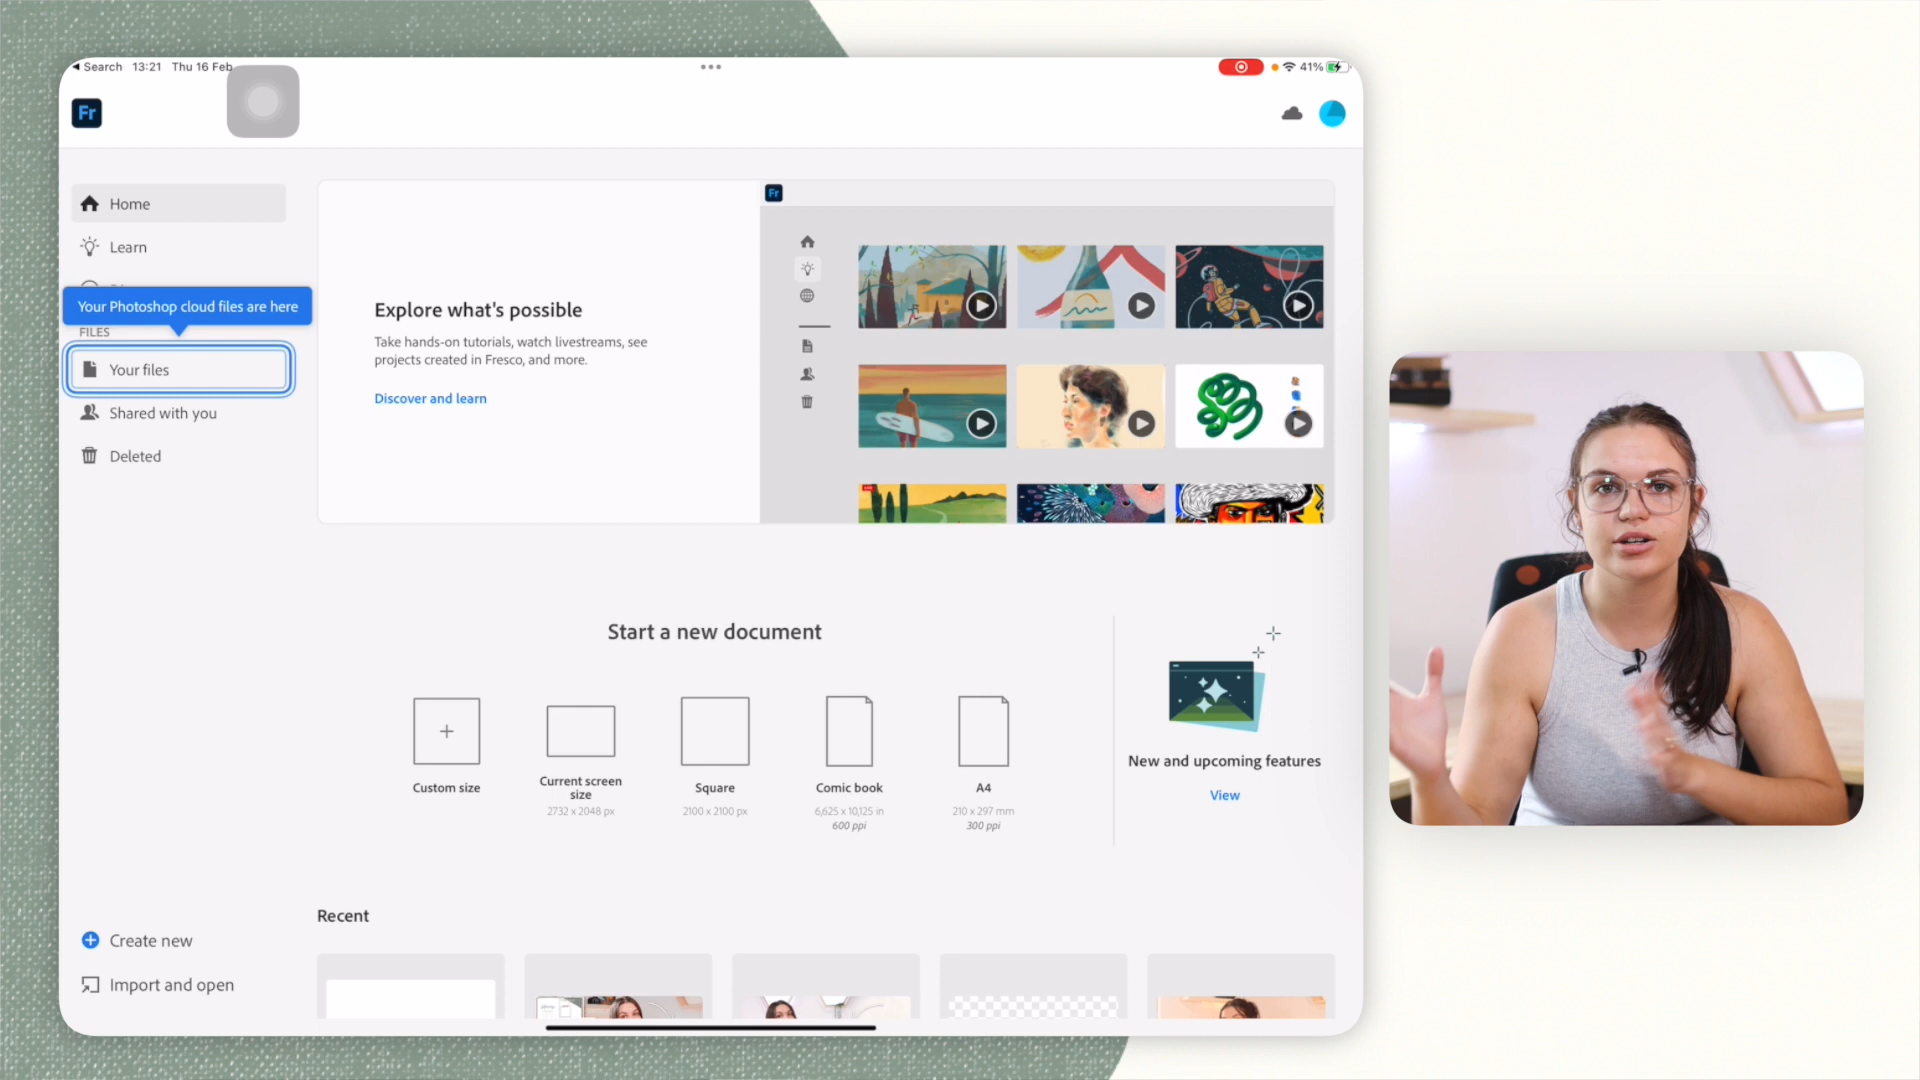 ◀ Search 13:21 Thu 16 Feb
41%
Fr
Home
Learn
Your Photoshop cloud files are here
FILES
Your files
Shared with you
Deleted
Create new
Import and open
Fr
Explore what's possible
Take hands-on tutorials, watch livestreams, see
projects created in Fresco, and more.
Discover and learn
Start a new document
Custom size
Current screen
size
2732 x 2048 px
Square
2100 x 2100 px
Comic book
6,625 x 10,125 in
600 ppi
A4
210 x 297 mm
300 ppi
New and upcoming features
View
Recent